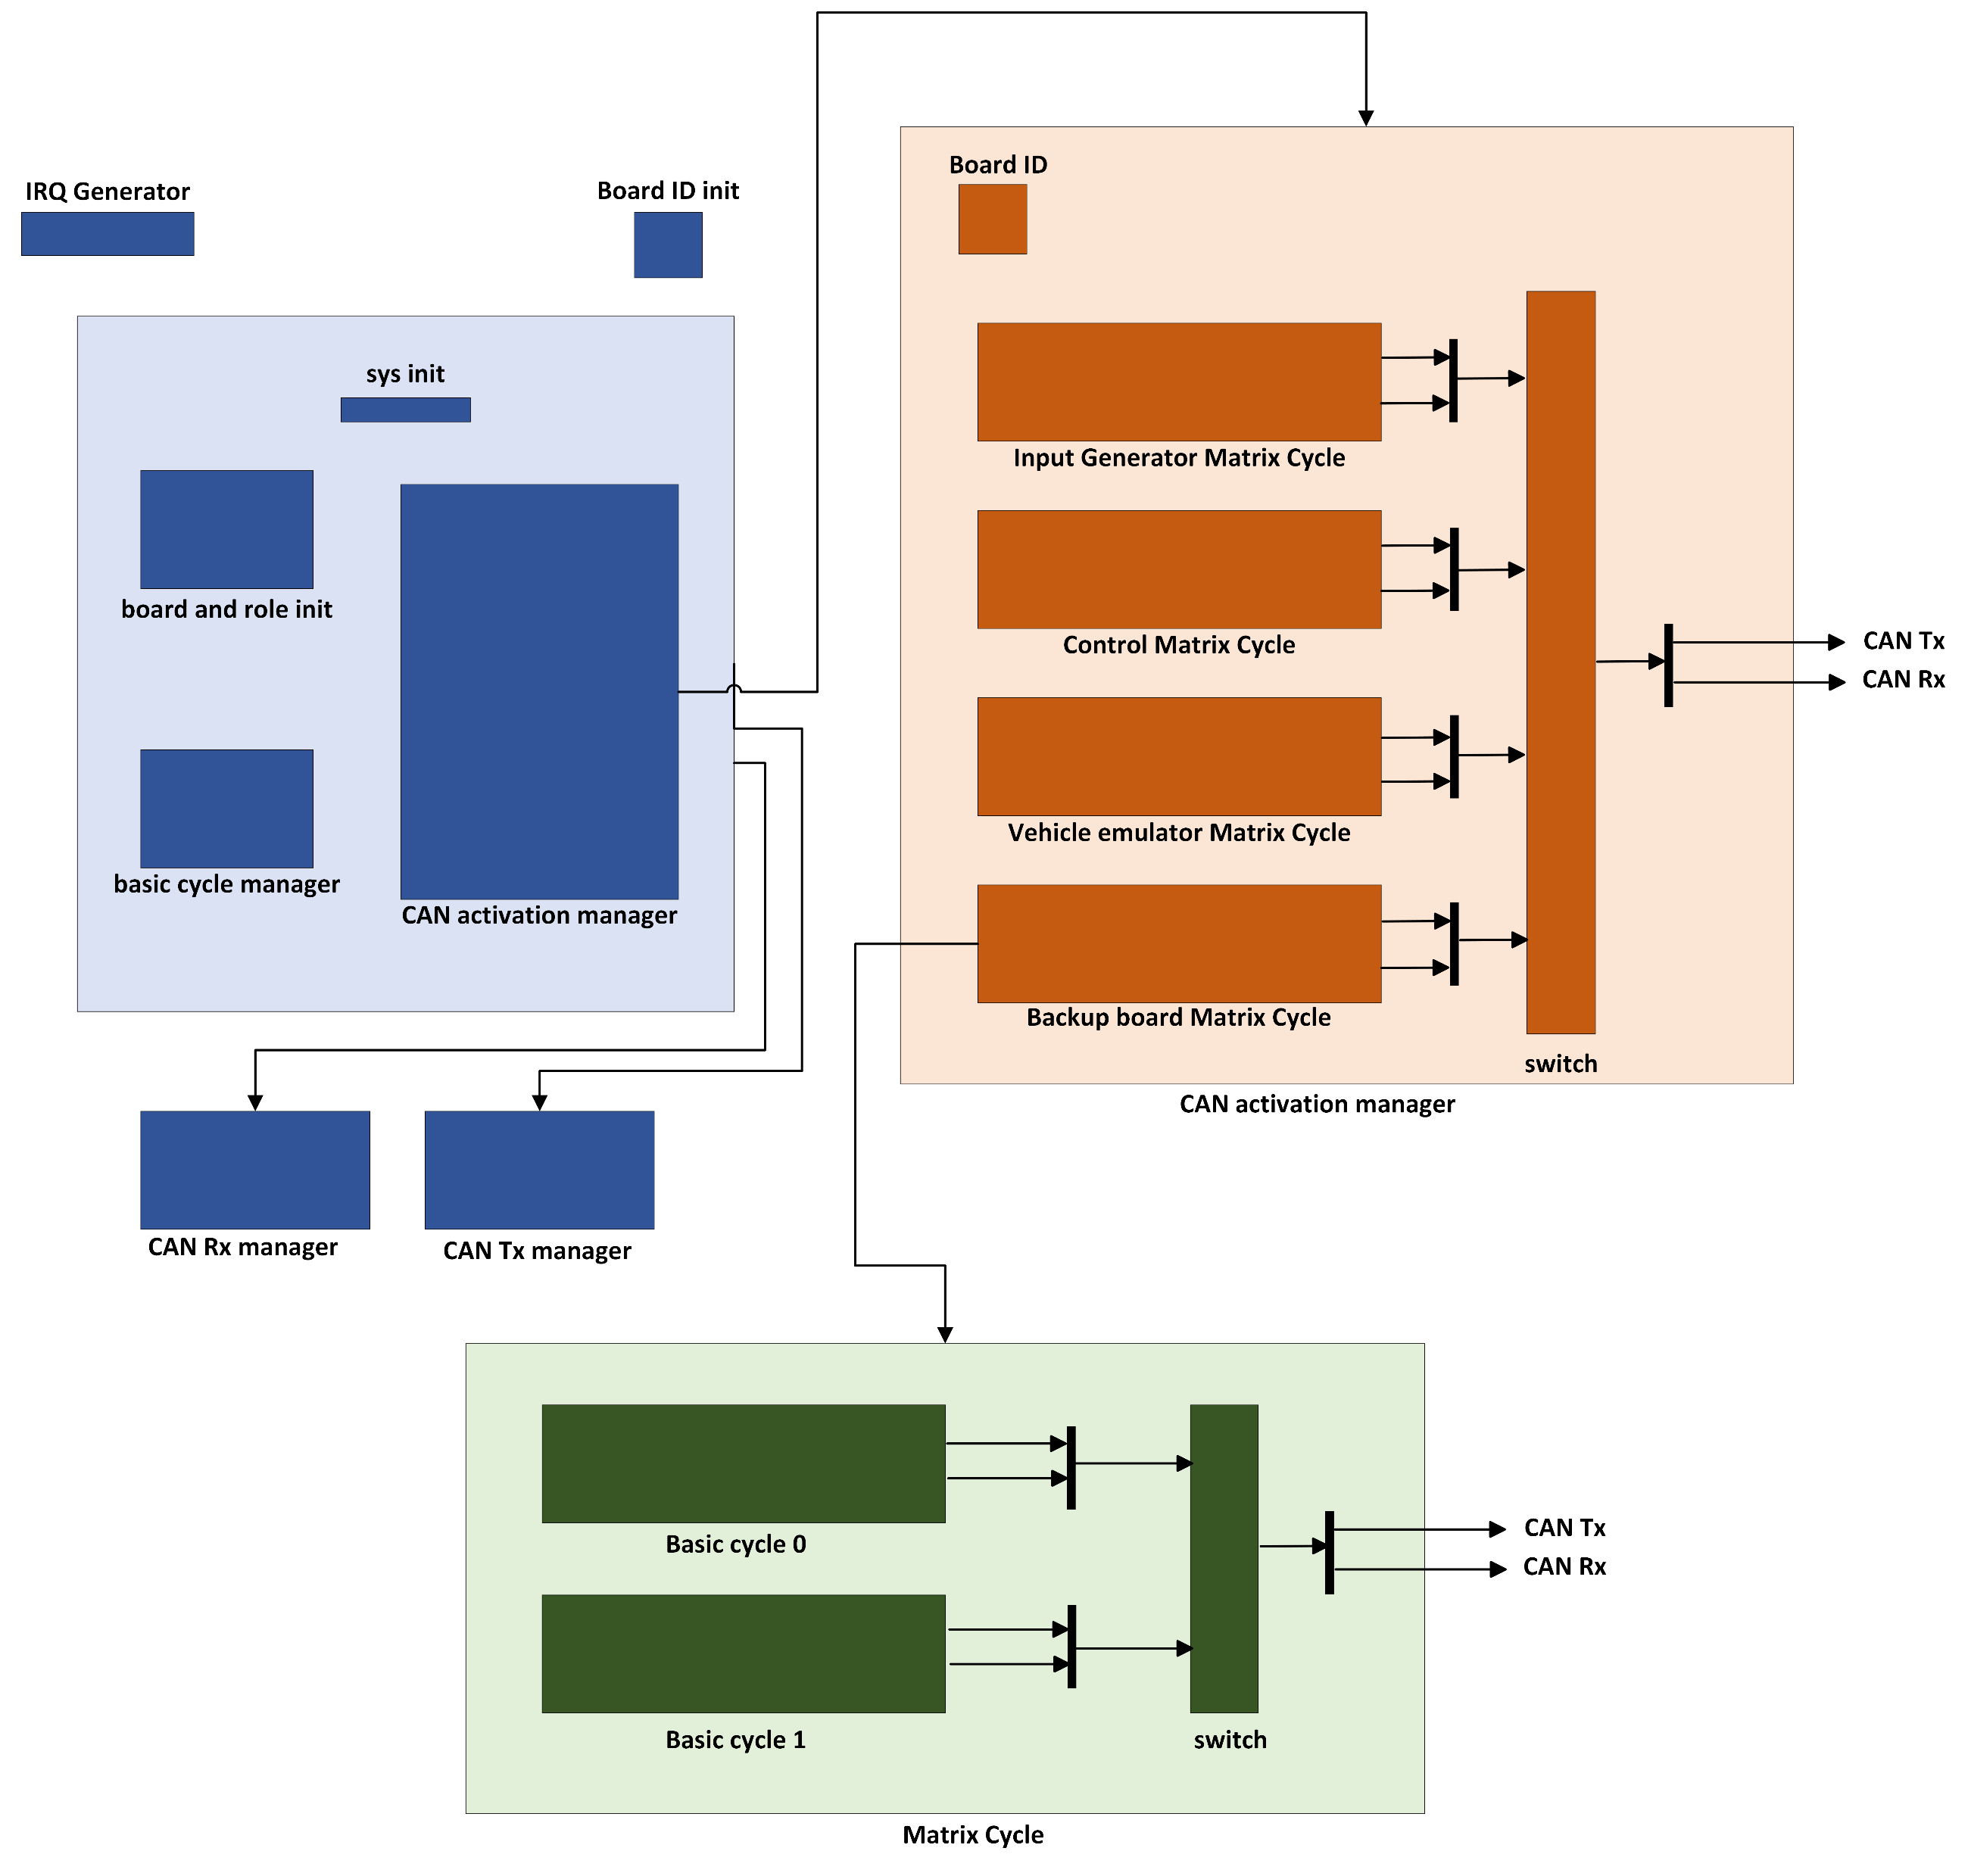 IRQ Generator
Board ID init
sys init
board and role init
basic cycle manager
CAN activation manager
CAN Rx manager
CAN Tx manager
Board ID
Input Generator Matrix Cycle
Control Matrix Cycle
Vehicle emulator Matrix Cycle
Backup board Matrix Cycle
switch
CAN activation manager
CAN Tx
CAN Rx
Basic cycle 0
Basic cycle 1
switch
CAN Tx
CAN Rx
Matrix Cycle